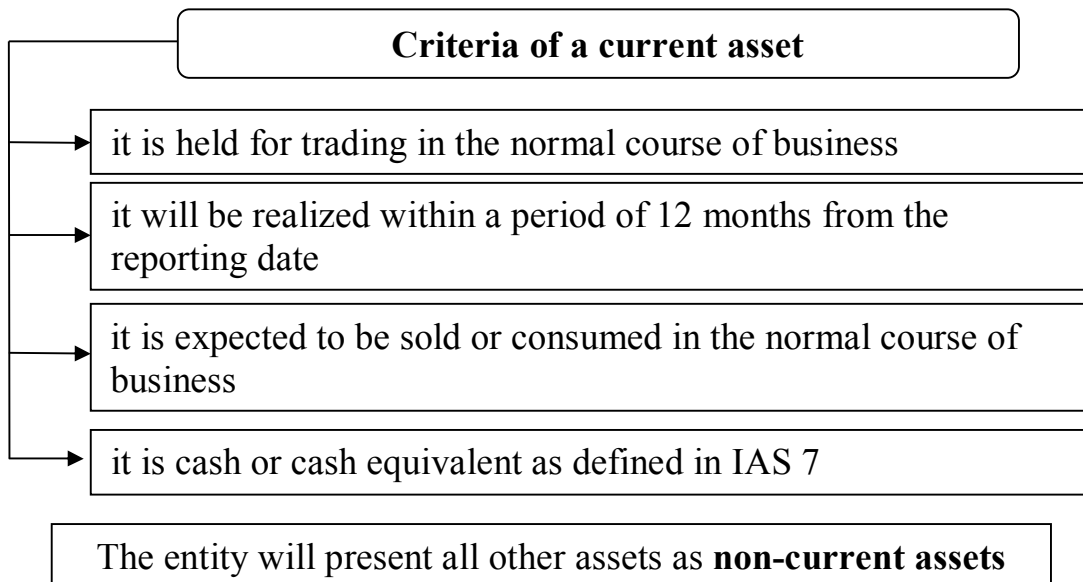 Criteria of a current asset
it is held for trading in the normal course of business
it will be realized within a period of 12 months from the
reporting date
it is expected to be sold or consumed in the normal course of
business
it is cash or cash equivalent as defined in IAS 7
The entity will present all other assets as non-current assets